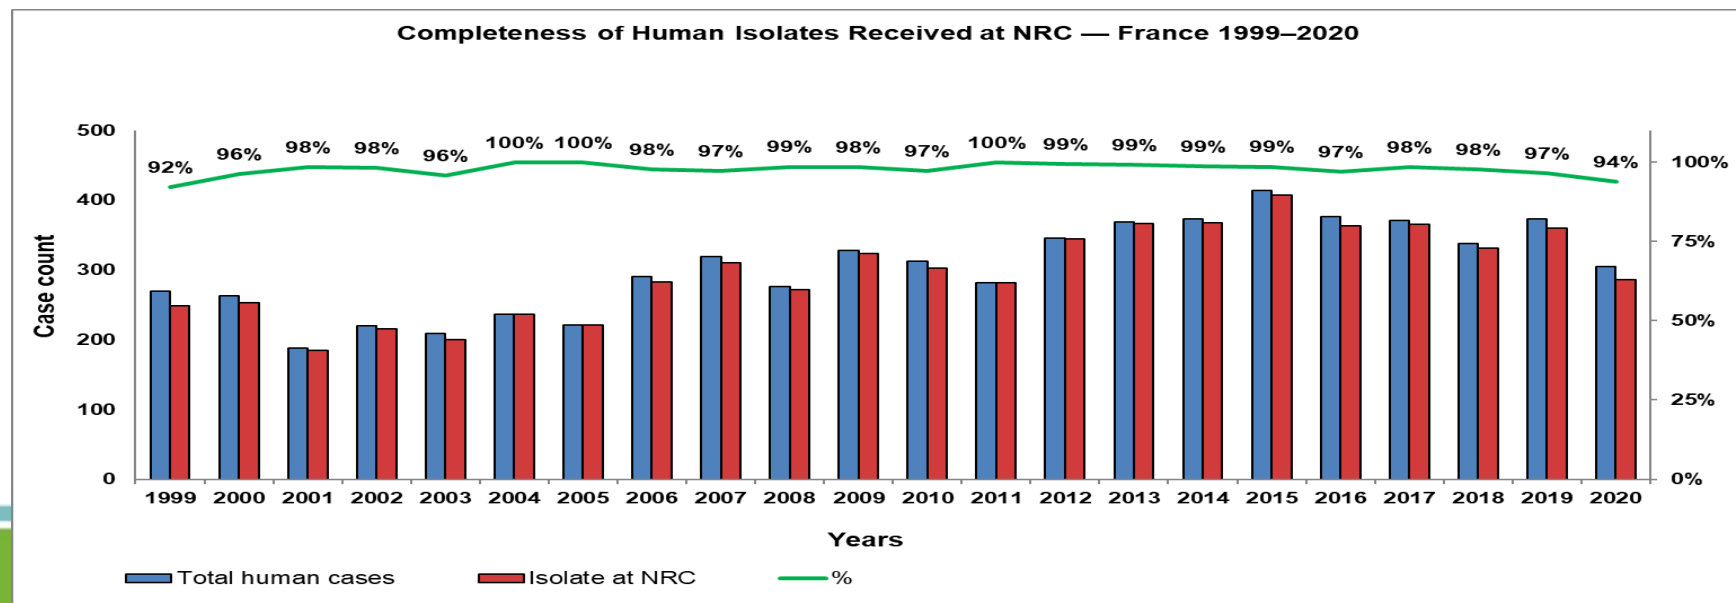 Completeness of Human Isolates Received at NRC — France 1999–2020
500
400
300
200
100
0
Case count
92% 96% 98% 98% 96% 100% 100% 98% 97% 99% 98% 97% 100% 99% 99% 99% 99% 97% 98% 98% 97% 94%
100%
75%
50%
25%
0%
1999 2000 2001 2002 2003 2004 2005 2006 2007 2008 2009 2010 2011 2012 2013 2014 2015 2016 2017 2018 2019 2020
Years
Total human cases Isolate at NRC %